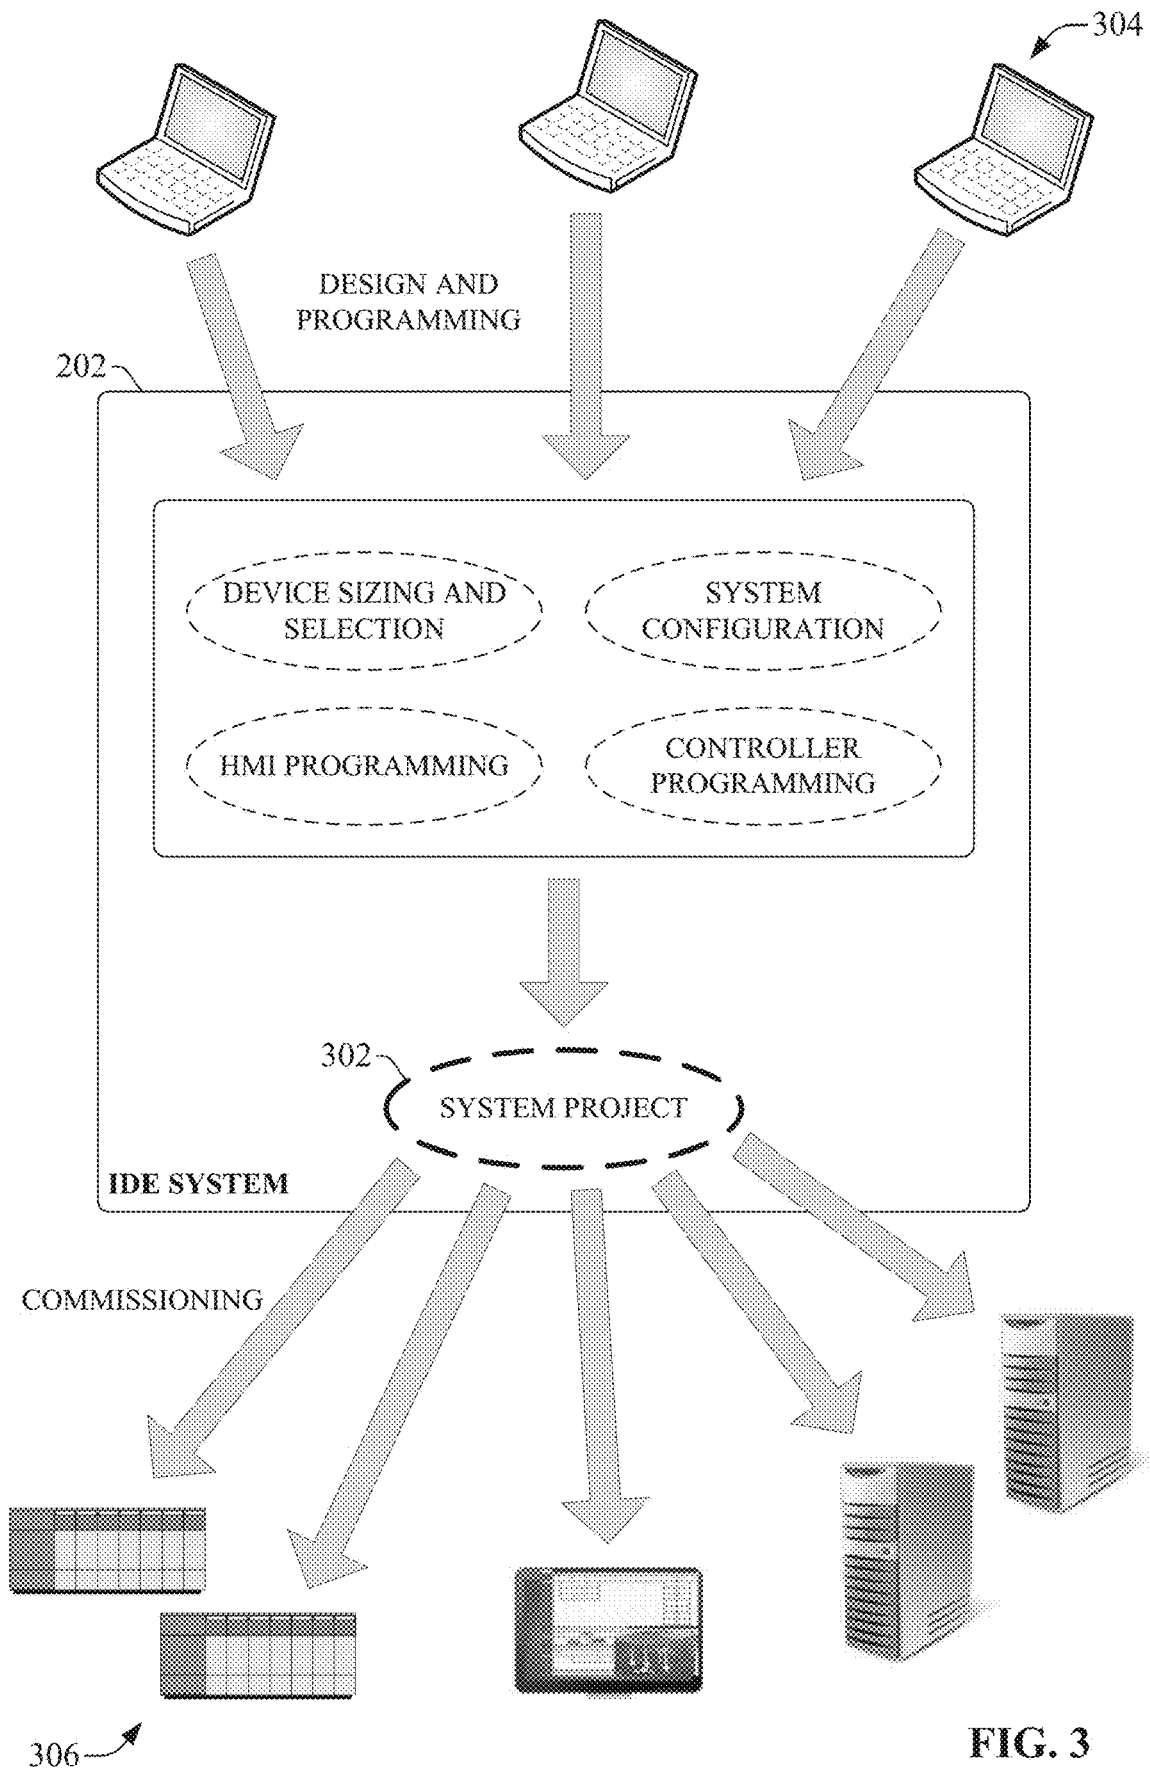 304
DESIGN AND
PROGRAMMING
202
DEVICE SIZING AND
SELECTION
SYSTEM
CONFIGURATION
HMI PROGRAMMING
CONTROLLER
PROGRAMMING
302
SYSTEM PROJECT
IDE SYSTEM
COMMISSIONING
306
FIG. 3